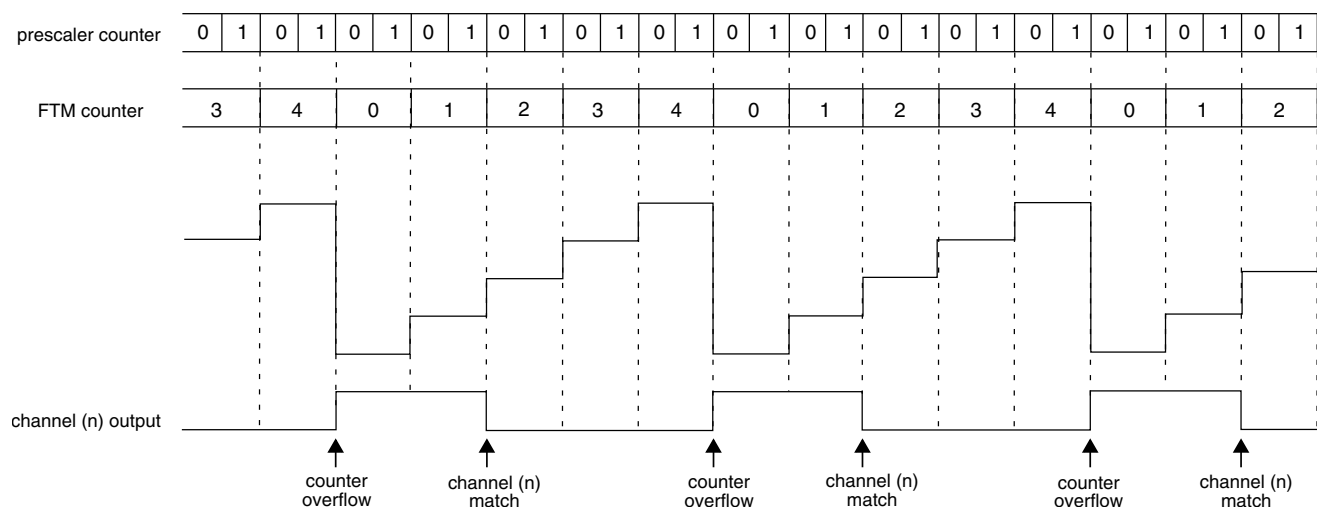 prescaler counter 0 1 0 1 0 1 0 1 0 1 0 1 0 1 0 1 0 1 0 1 0 1 0 1 0 1 0 1 0 1
FTM counter 3 4 0 1 2 3 4 0 1 2 3 4 0 1 2
channel (n) output
counter overflow
channel (n) match
counter overflow
channel (n) match
counter overflow
channel (n) match